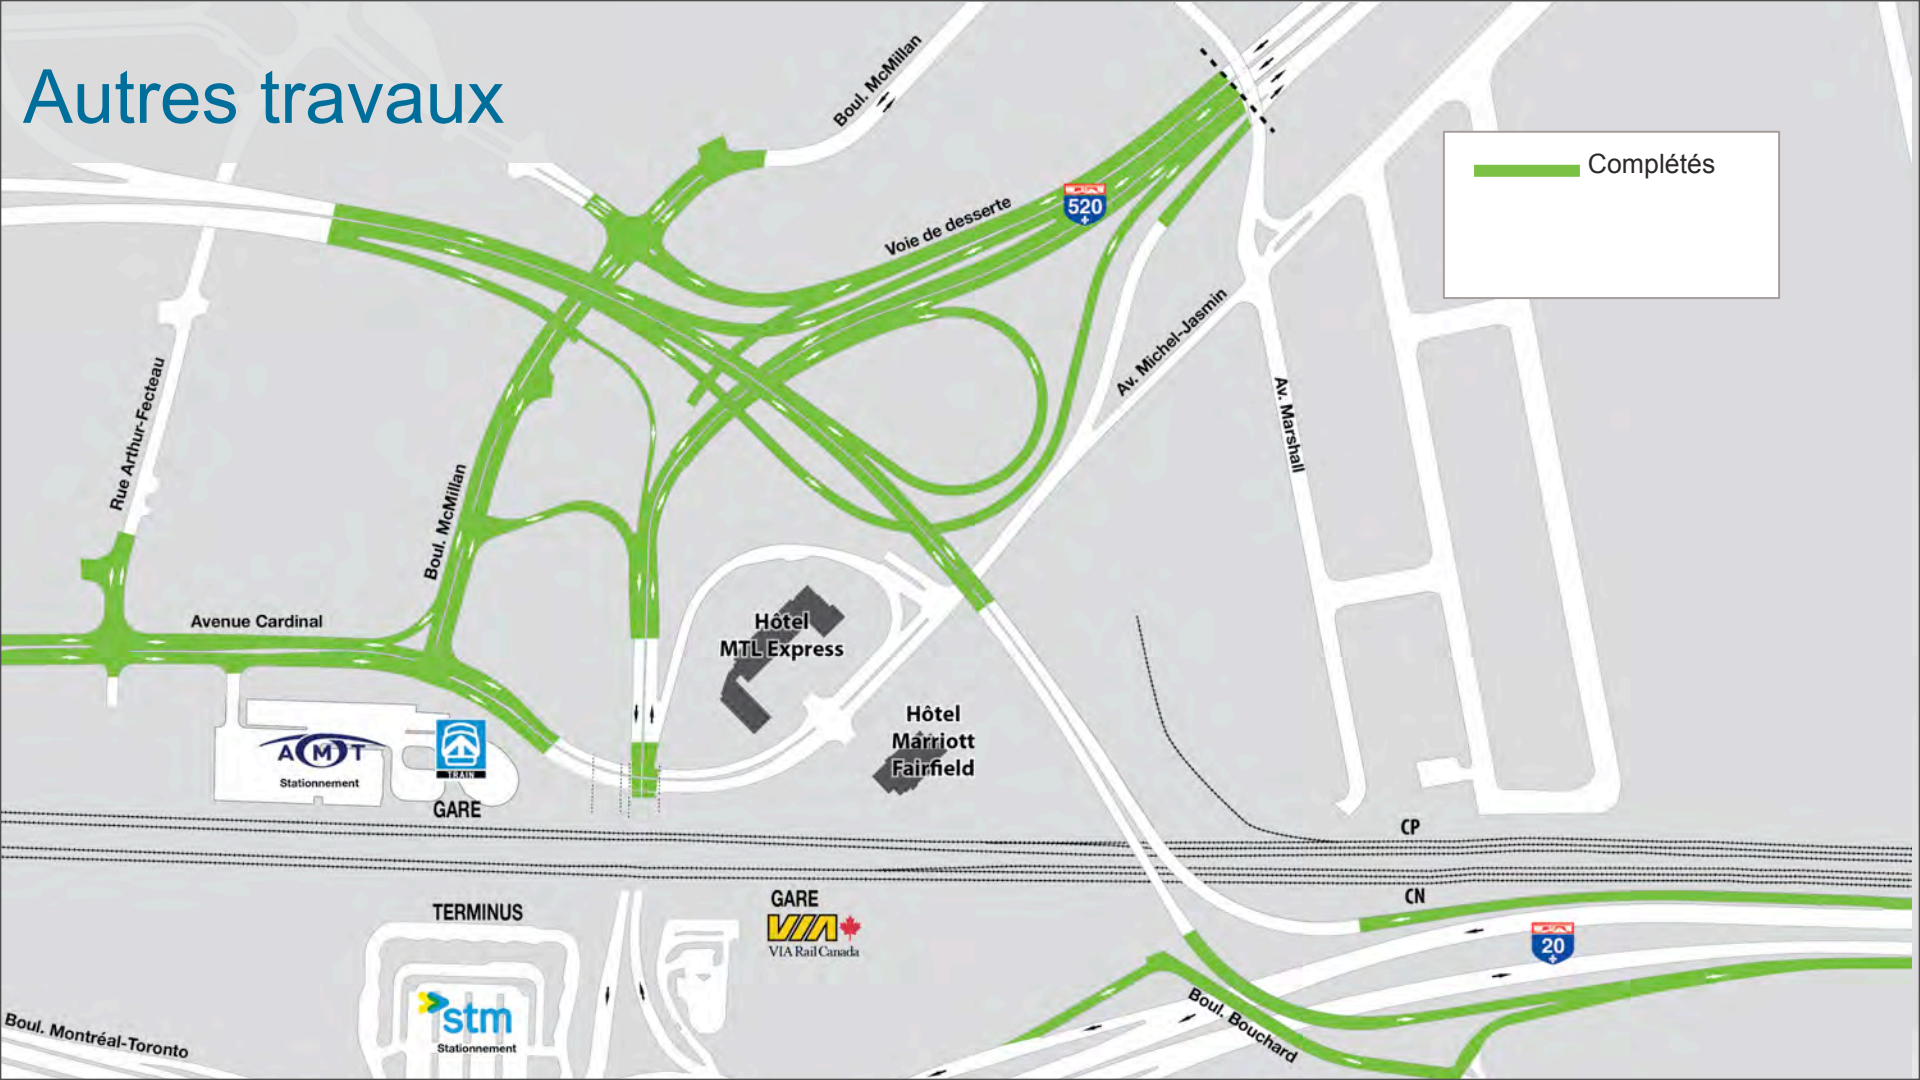 Autres travaux
Boul. McMillan
Complétés
520
Voie de desserte
Av. Michel-Jasmin
Rue Arthur-Fecteau
Av. Marshall
Boul. McMillan
Avenue Cardinal
Hôtel
MTL Express
Hôtel
Marriott
Fairfield
AMT
Stationnement
TRAIN
GARE
CP
CN
GARE
VIA
VIA Rail Canada
TERMINUS
20
stm
Stationnement
Boul. Bouchard
Boul. Montréal-Toronto